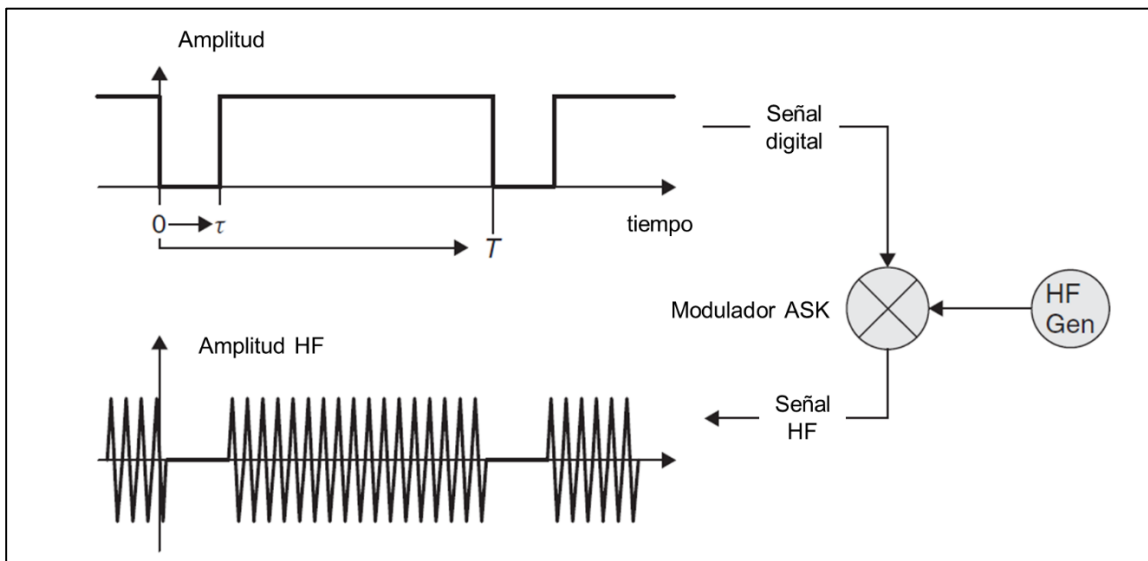 Amplitud
Señal
digital
0
τ
tiempo
T
Modulador ASK
HF
Gen
Amplitud HF
Señal
HF